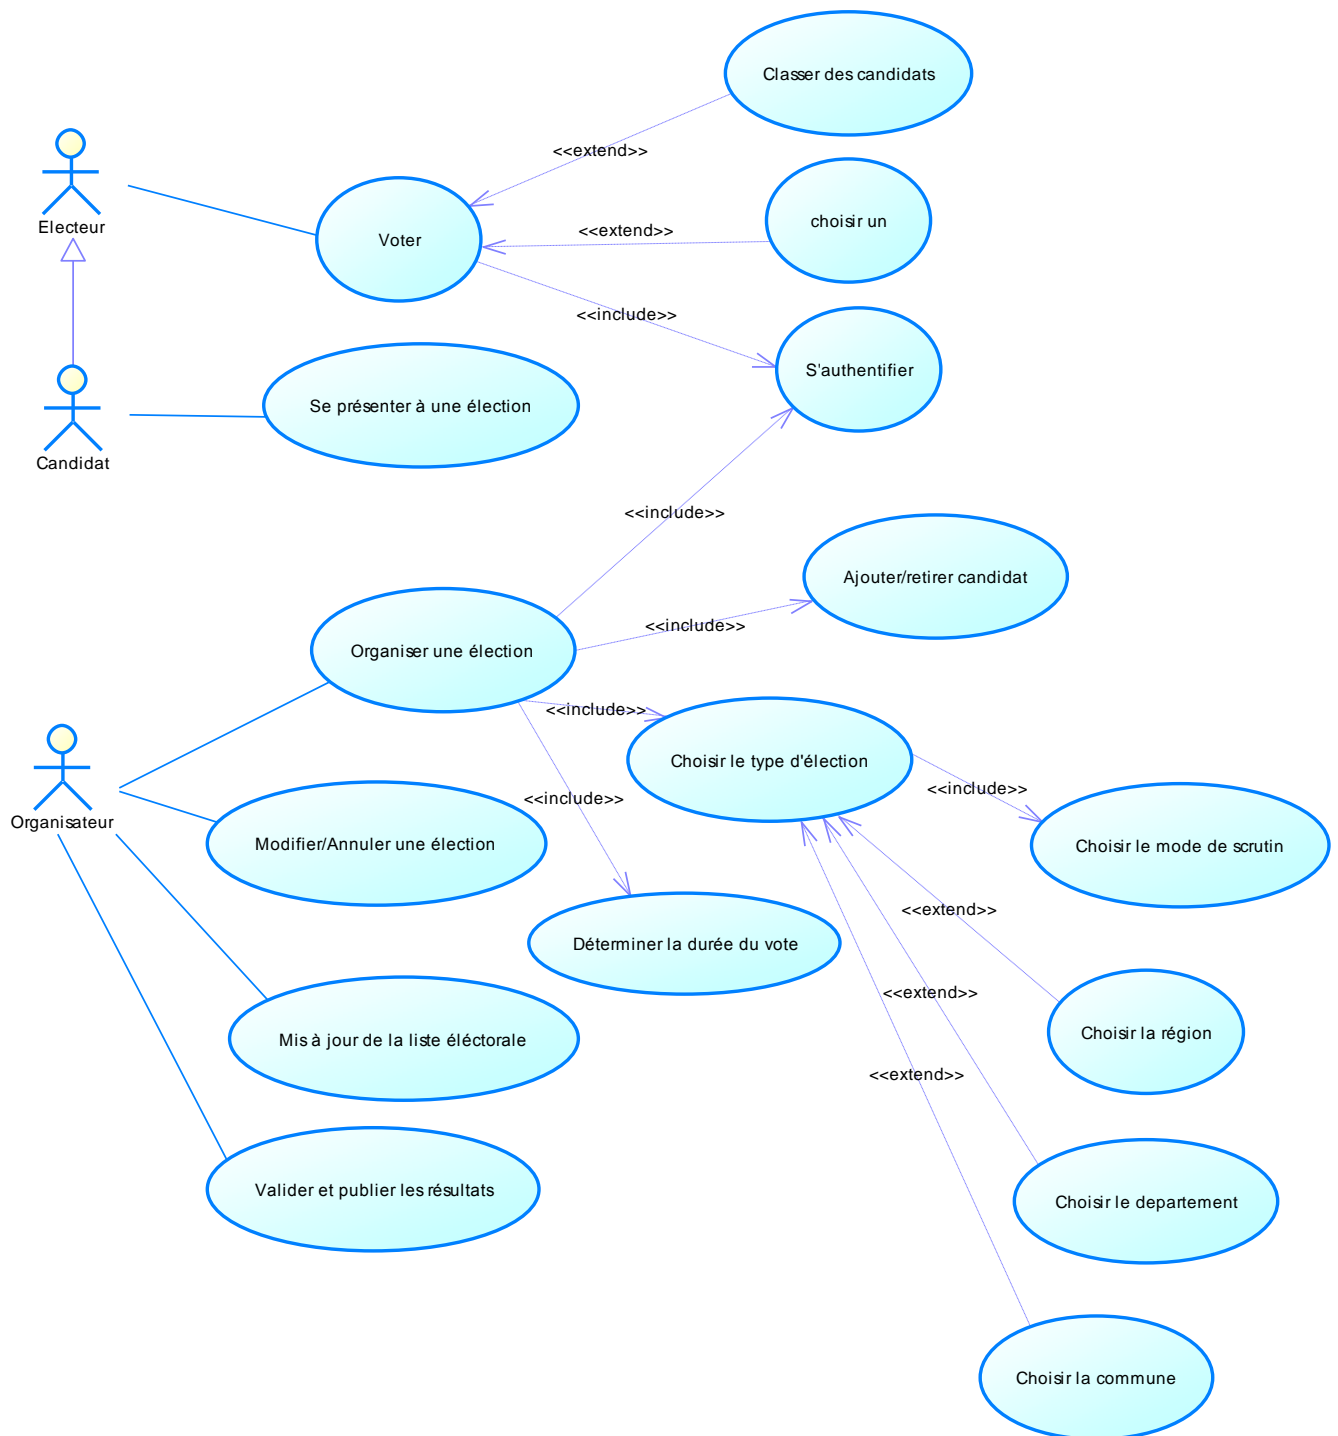 Classer des candidats
<<extend>>
Electeur
choisir un
Voter
<<extend>>
<<include>>
S'authentifier
Se présenter à une élection
Candidat
<<include>>
Ajouter/retirer candidat
<<include>>
Organiser une élection
<<include>>
Choisir le type d'élection
<<include>>
<<include>>
Organisateur
Modifier/Annuler une élection
Choisir le mode de scrutin
<<extend>>
Déterminer la durée du vote
<<extend>>
Choisir la région
Mis à jour de la liste éléctorale
<<extend>>
Valider et publier les résultats
Choisir le departement
Choisir la commune